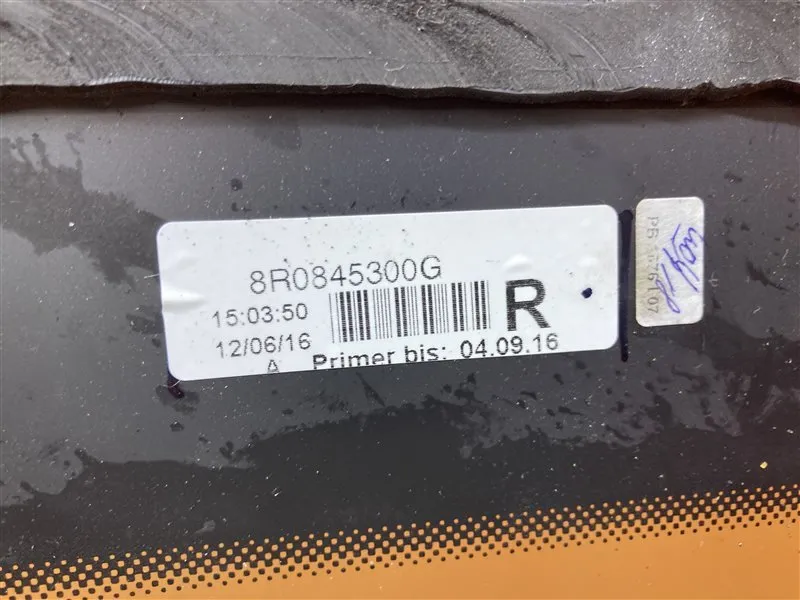 8R0845300G
15:03:50
R
12/06/16
Primer bis: 04.09.16